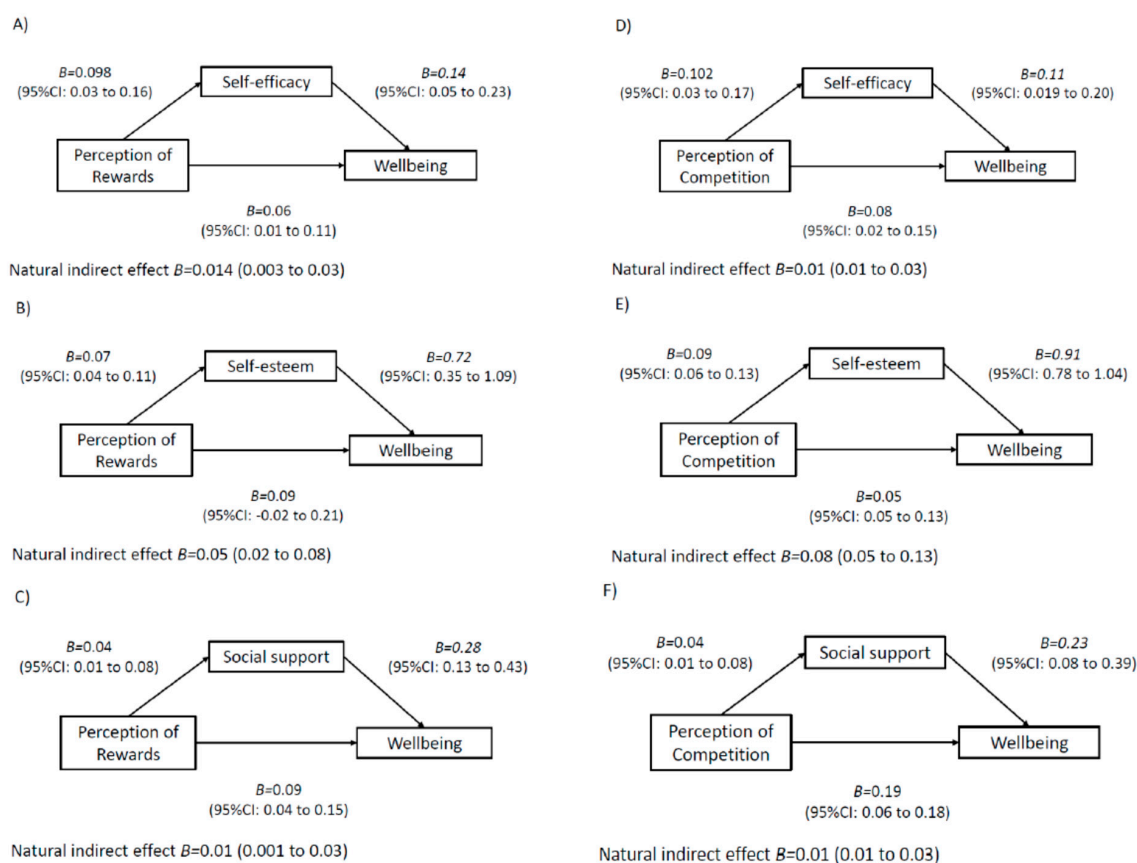 A)
B=0.098
(95%CI: 0.03 to 0.16)
Self-efficacy
B=0.14
(95%CI: 0.05 to 0.23)
Perception of
Rewards
Wellbeing
B=0.06
(95%CI: 0.01 to 0.11)
Natural indirect effect B=0.014 (0.003 to 0.03)
B)
B=0.07
(95%CI: 0.04 to 0.11)
Self-esteem
B=0.72
(95%CI: 0.35 to 1.09)
Perception of
Rewards
Wellbeing
B=0.09
(95%CI: -0.02 to 0.21)
Natural indirect effect B=0.05 (0.02 to 0.08)
C)
B=0.04
(95%CI: 0.01 to 0.08)
Social support
B=0.28
(95%CI: 0.13 to 0.43)
Perception of
Rewards
Wellbeing
B=0.09
(95%CI: 0.04 to 0.15)
Natural indirect effect B=0.01 (0.001 to 0.03)
D)
B=0.102
(95%CI: 0.03 to 0.17)
Self-efficacy
B=0.11
(95%CI: 0.019 to 0.20)
Perception of
Competition
Wellbeing
B=0.08
(95%CI: 0.02 to 0.15)
Natural indirect effect B=0.01 (0.01 to 0.03)
E)
B=0.09
(95%CI: 0.06 to 0.13)
Self-esteem
B=0.91
(95%CI: 0.78 to 1.04)
Perception of
Competition
Wellbeing
B=0.05
(95%CI: 0.05 to 0.13)
Natural indirect effect B=0.08 (0.05 to 0.13)
F)
B=0.04
(95%CI: 0.01 to 0.08)
Social support
B=0.23
(95%CI: 0.08 to 0.39)
Perception of
Competition
Wellbeing
B=0.19
(95%CI: 0.06 to 0.18)
Natural indirect effect B=0.01 (0.01 to 0.03)